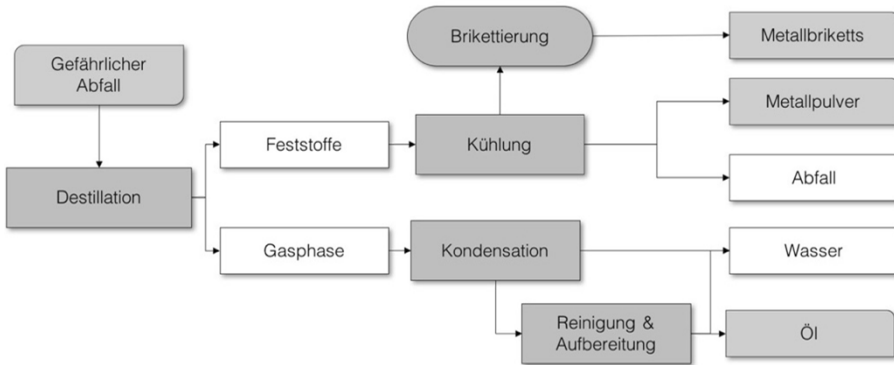 Gefährlicher
Abfall
Destillation
Feststoffe
Gasphase
Brikettierung
Kühlung
Kondensation
Reinigung &
Aufbereitung
Metallbriketts
Metallpulver
Abfall
Wasser
Öl